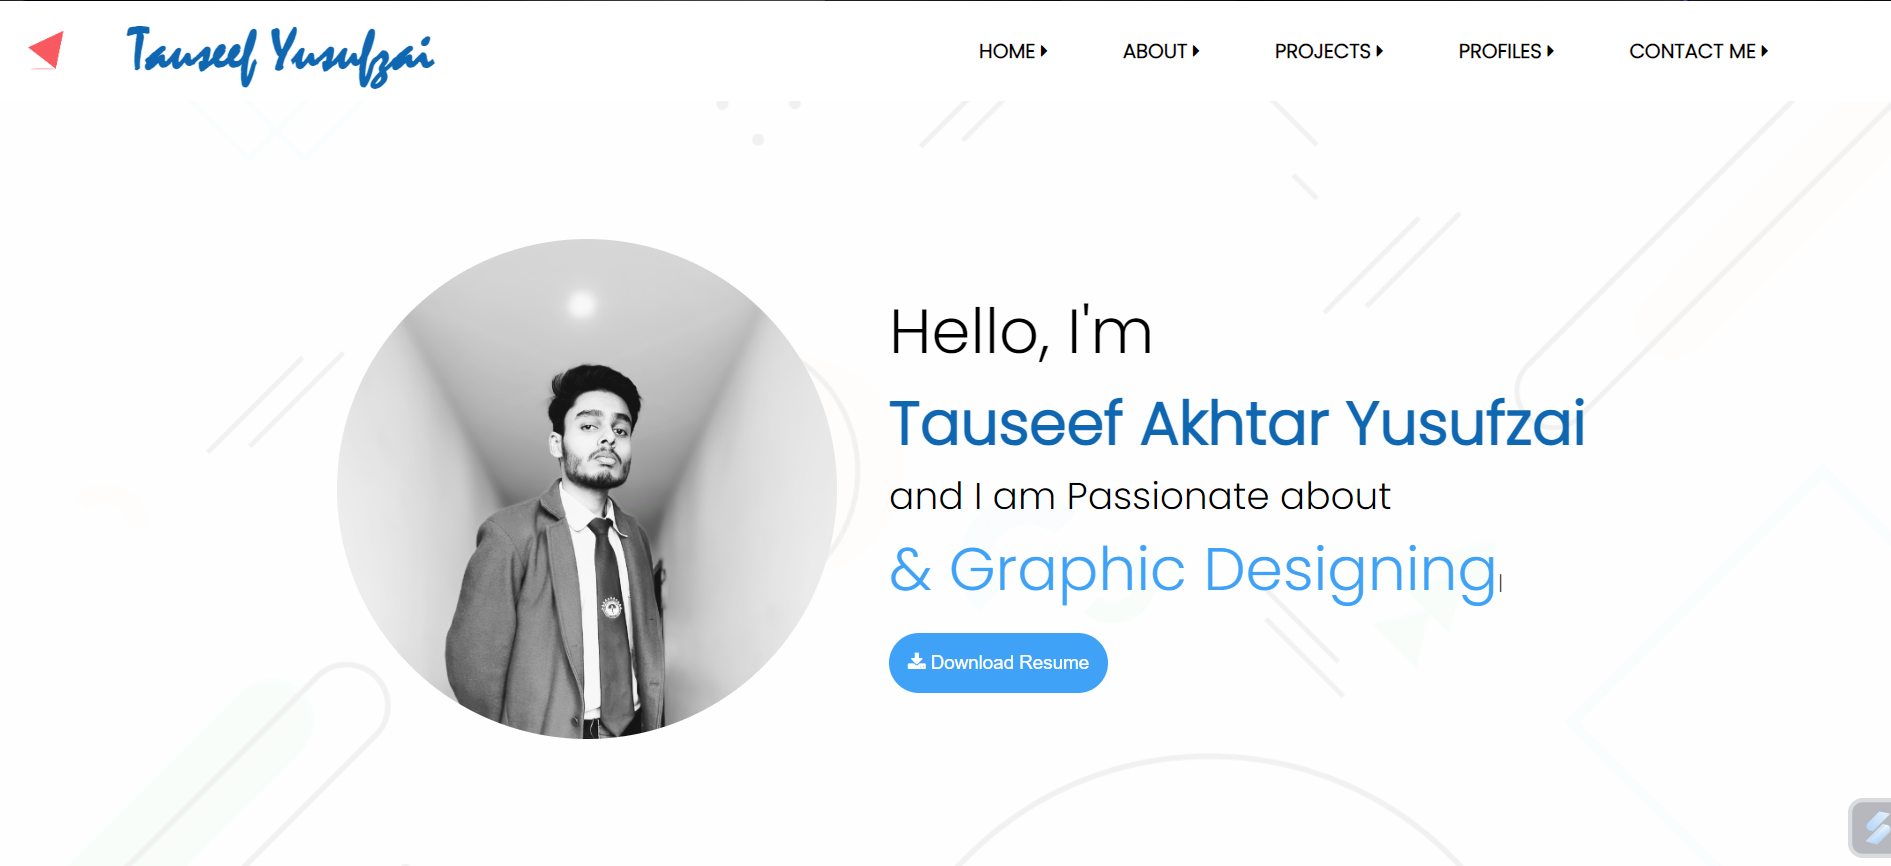 Tauseef Yusufzai
HOME ABOUT PROJECTS PROFILES CONTACT ME
Hello, I'm
Tauseef Akhtar Yusufzai
and I am Passionate about
& Graphic Designing
Download Resume